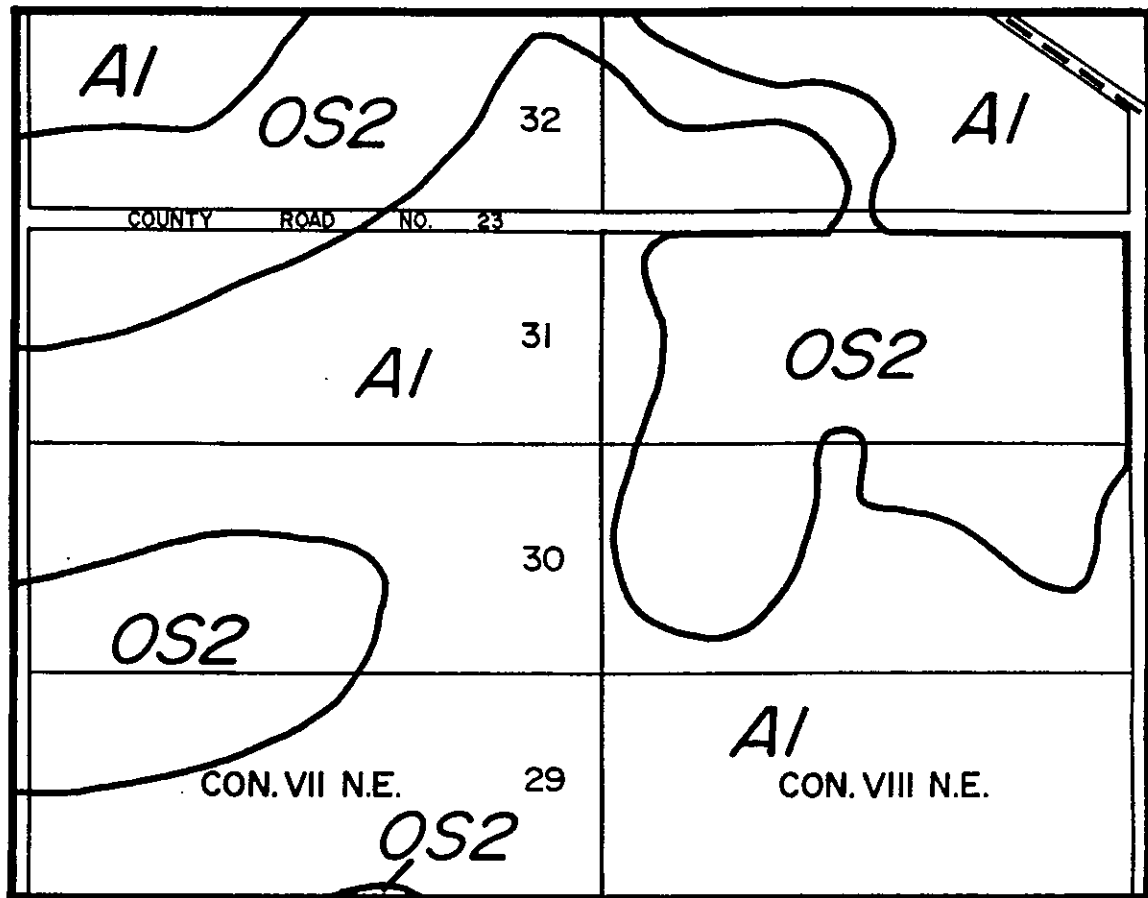 A1
OS2
32
A1
COUNTY ROAD NO. 23
31
A1
OS2
30
OS2
A1
CON. VII N.E.
29
CON. VIII N.E.
OS2